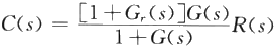 C(s) = \frac{[1 + G_r(s)]G(s)}{1 + G(s)} R(s)